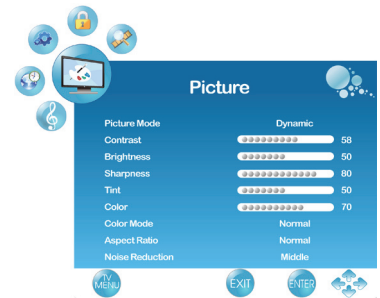 Picture
Picture Mode Dynamic
Contrast 58
Brightness 50
Sharpness 80
Tint 50
Color 70
Color Mode Normal
Aspect Ratio Normal
Noise Reduction Middle
TV
MENU EXIT ENTER